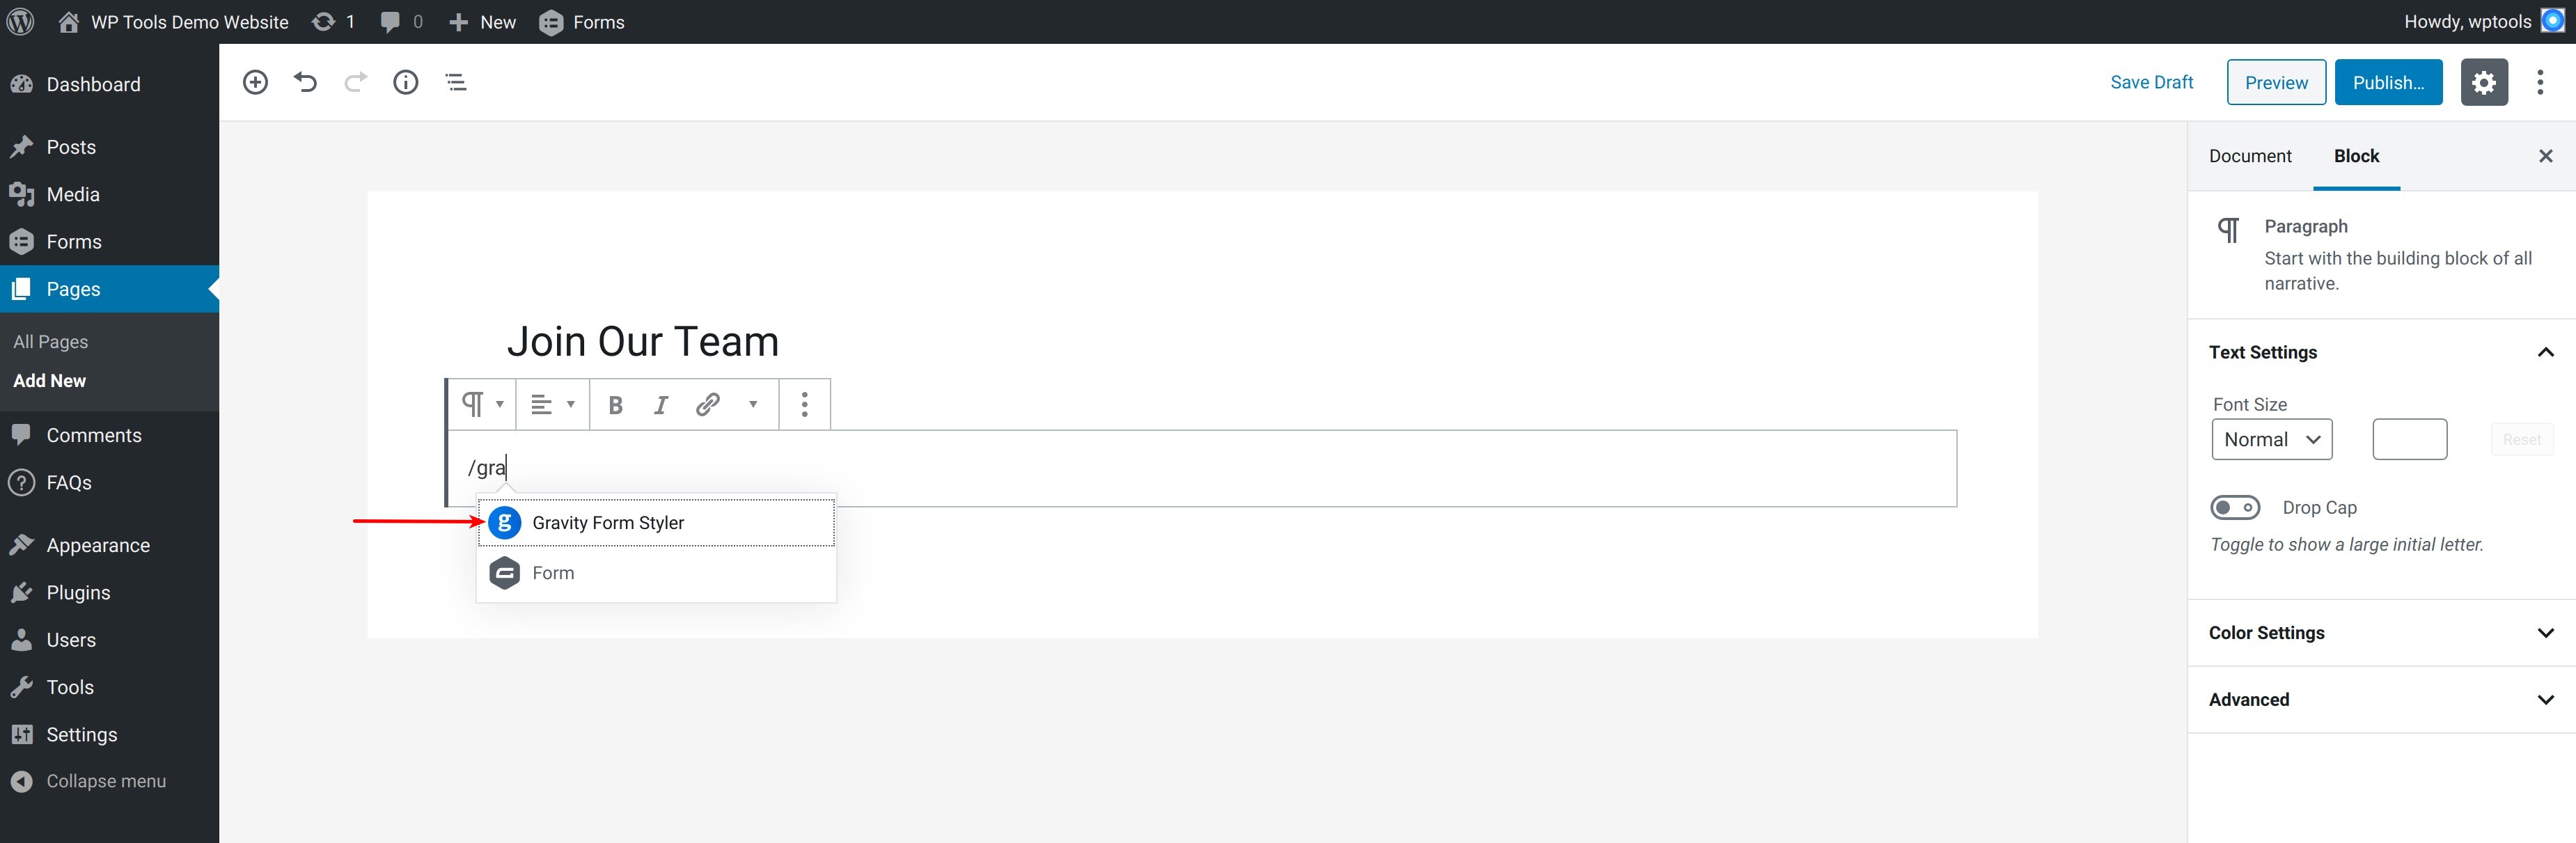 WP Tools Demo Website 1 0 New Forms Howdy, wptools
Dashboard
Posts
Media
Forms
Pages
All Pages
Add New
Comments
FAQs
Appearance
Plugins
Users
Tools
Settings
Collapse menu
Save Draft Preview Publish...
Join Our Team
B I
/gra
Gravity Form Styler
Form
Document Block
Paragraph
Start with the building block of all
narrative.
Text Settings
Font Size
Normal Reset
Drop Cap
Toggle to show a large initial letter.
Color Settings
Advanced